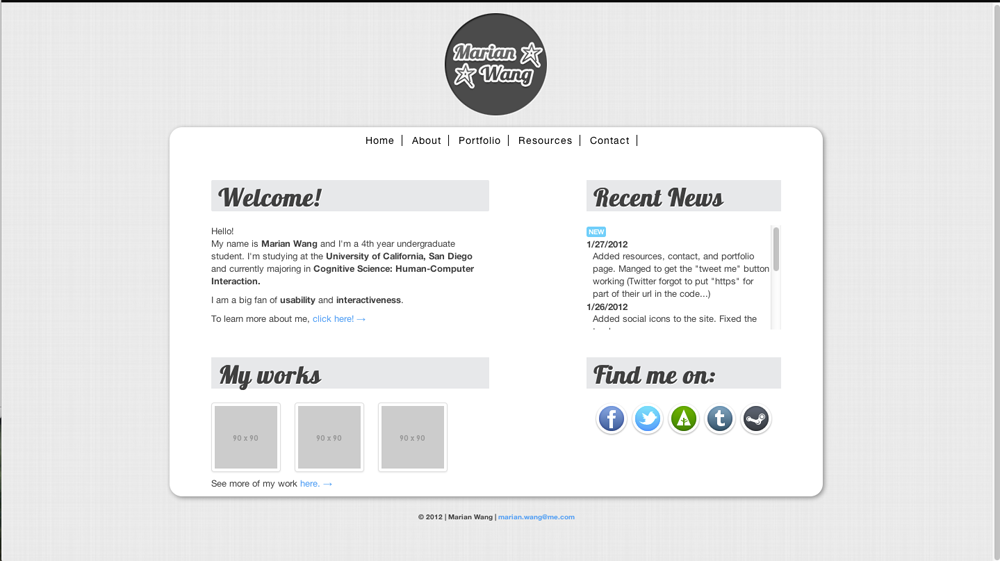 Marian
Wang
Home
About
Portfolio
Resources
Contact
Welcome!
Hello!
My name is Marian Wang and I'm a 4th year undergraduate
student. I'm studying at the University of California, San Diego
and currently majoring in Cognitive Science: Human-Computer
Interaction.
I am a big fan of usability and interactiveness.
To learn more about me, click here! →
Recent News
NEW
1/27/2012
Added resources, contact, and portfolio
page. Manged to get the "tweet me" button
working (Twitter forgot to put "https" for
part of their url in the code...)
1/26/2012
Added social icons to the site. Fixed the
My works
90 x 90
90 x 90
90 x 90
See more of my work here. →
Find me on:
f
t
© 2012 | Marian Wang | marian.wang@me.com